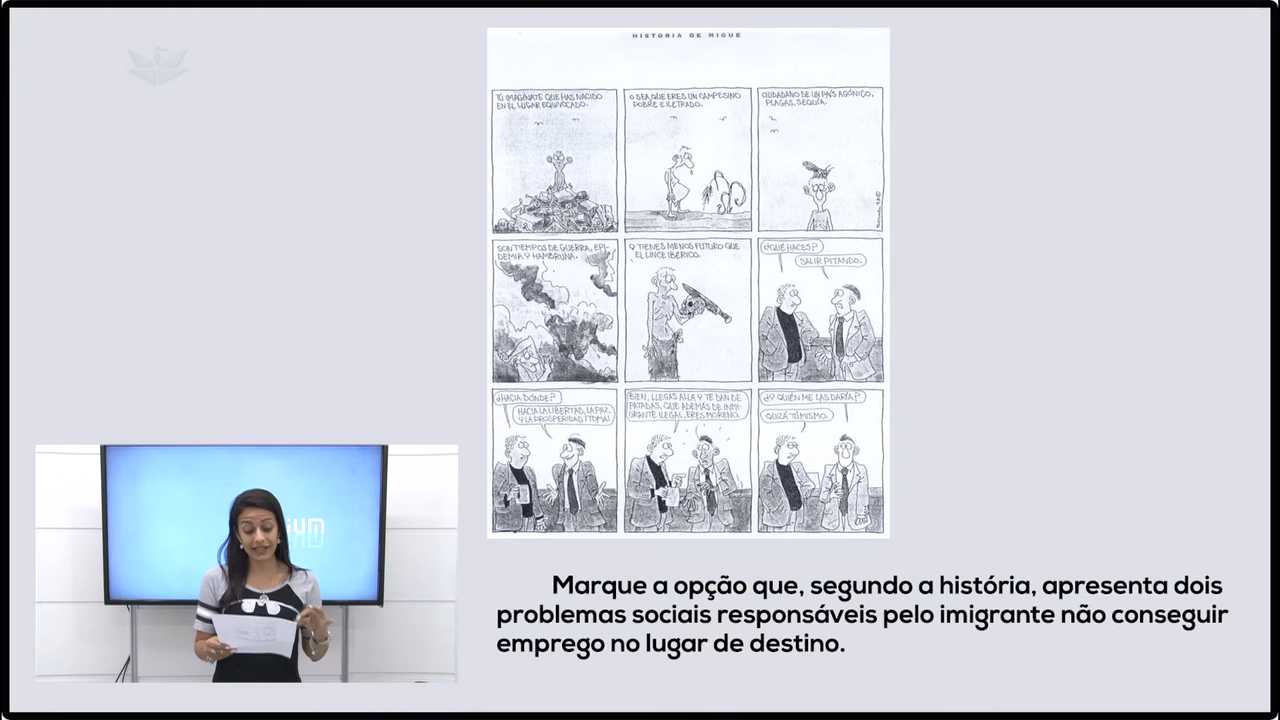 HISTORIA DE MIGUE
TÚ IMAGÍNATE QUE HAS NACIDO
EN EL LUGAR EQUIVOCADO.
O SEA QUE ERES UN CAMPESINO
POBRE E ILETRADO.
CIUDADANO DE UN PAÍS AGÓNICO,
PLAGAS, SEQUÍA.
SON TIEMPOS DE GUERRA, EPI-
DEMIA Y HAMBRUNA.
Y TIENES MENOS FUTURO QUE
EL LINCE IBÉRICO.
¿QUÉ HACES?
SALIR PITANDO.
¿HACIA DÓNDE?
HACIA LA LIBERTAD, LA PAZ
Y LA PROSPERIDAD ¡TOMA!
BIEN, LLEGAS ALLÁ Y TE DAN DE
PATADAS, QUE ADEMÁS DE INMI-
GRANTE ILEGAL, ERES MORENO.
¿Y QUIÉN ME LAS DARÍA?
QUIZÁ TÚ MISMO.
Marque a opção que, segundo a história, apresenta dois
problemas sociais responsáveis pelo imigrante não conseguir
emprego no lugar de destino.